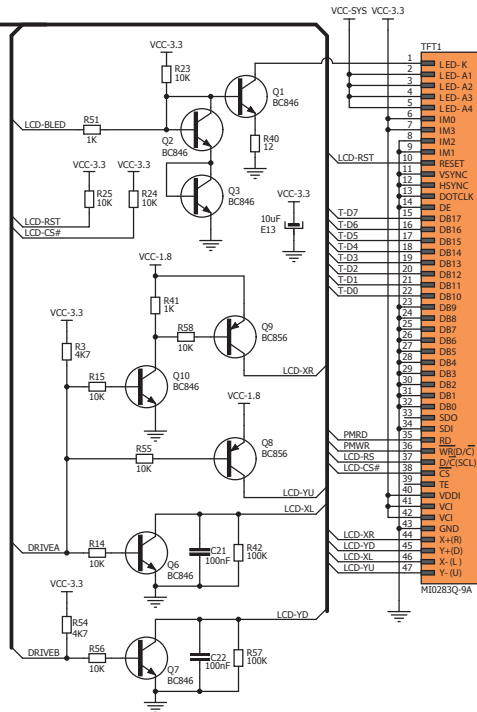 VCC-SYS VCC-3.3
VCC-3.3
R23
10K
Q1
BC846
LCD-BLED
R51
1K
Q2
BC846
R40
12
VCC-3.3
VCC-3.3
R25
10K
R24
10K
Q3
BC846
VCC-3.3
10uF
E13
LCD-RST
LCD-CS#
VCC-1.8
R41
1K
VCC-3.3
R58
10K
Q9
BC856
R3
4K7
R15
10K
Q10
BC846
LCD-XR
VCC-1.8
R55
10K
Q8
BC856
LCD-YU
LCD-XL
DRIVEA
R14
10K
Q6
BC846
C21
100nF
R42
100K
VCC-3.3
R54
4K7
LCD-YD
DRIVEB
R56
10K
Q7
BC846
C22
100nF
R57
100K
TFT1
1 LED- K
2 LED- A1
3 LED- A2
4 LED- A3
5 LED- A4
6 IM0
7 IM3
8 IM2
9 IM1
LCD-RST 10 RESET
11 VSYNC
12 HSYNC
13 DOTCLK
14 DE
T-D7 15 DB17
T-D6 16 DB16
T-D5 17 DB15
T-D4 18 DB14
T-D3 19 DB13
T-D2 20 DB12
T-D1 21 DB11
T-D0 22 DB10
23 DB9
24 DB8
25 DB7
26 DB6
27 DB5
28 DB4
29 DB3
30 DB2
31 DB1
32 DB0
33 SDO
34 SDI
PMRD 35 RD
PMWR 36 WR(D/C)
LCD-RS 37 D/C(SCL)
LCD-CS# 38 CS
39 TE
40 VDDI
41 VCI
42 VCI
43 GND
LCD-XR 44 X+(R)
LCD-YD 45 Y+(D)
LCD-XL 46 X- (L )
LCD-YU 47 Y- (U)
MI0283Q-9A